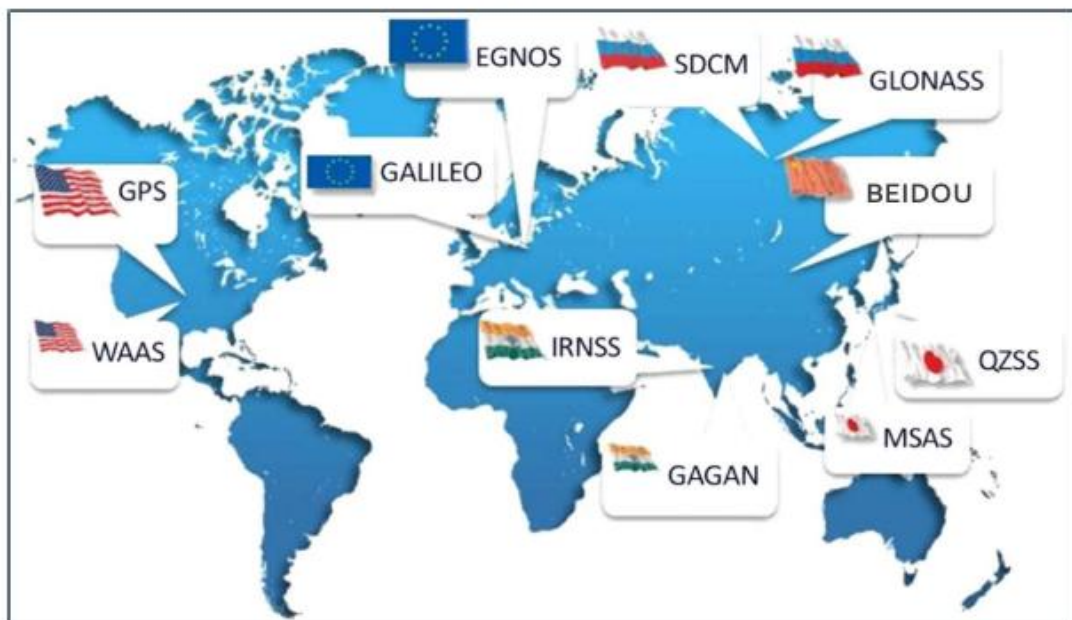 EGNOS
SDCM
GLONASS
GPS
GALILEO
BEIDOU
WAAS
IRNSS
QZSS
MSAS
GAGAN